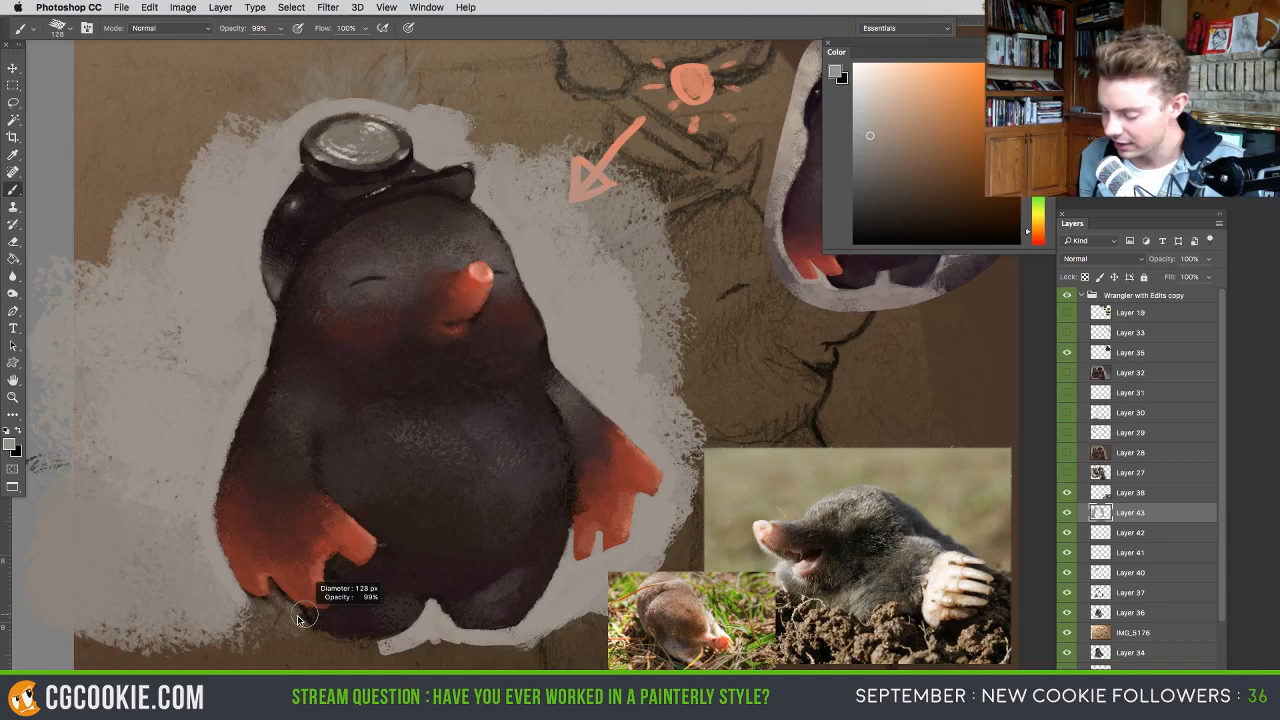 Photoshop CC File Edit Image Layer Type Select Filter 3D View Window Help
128 Mode: Normal Opacity: 99% Flow: 100% Essentials
Color
Layers
Kind
Normal Opacity: 100%
Lock: Fill: 100%
Wrangler with Edits copy
Layer 19
Layer 33
Layer 35
Layer 32
Layer 31
Layer 30
Layer 29
Layer 28
Layer 27
Layer 38
Layer 43
Layer 42
Layer 41
Layer 40
Layer 37
Layer 36
IMG_5176
Layer 34
Diameter : 128 px
Opacity : 99%
8
9
CGCOOKIE.COM STREAM QUESTION : HAVE YOU EVER WORKED IN A PAINTERLY STYLE? SEPTEMBER : NEW COOKIE FOLLOWERS : 36